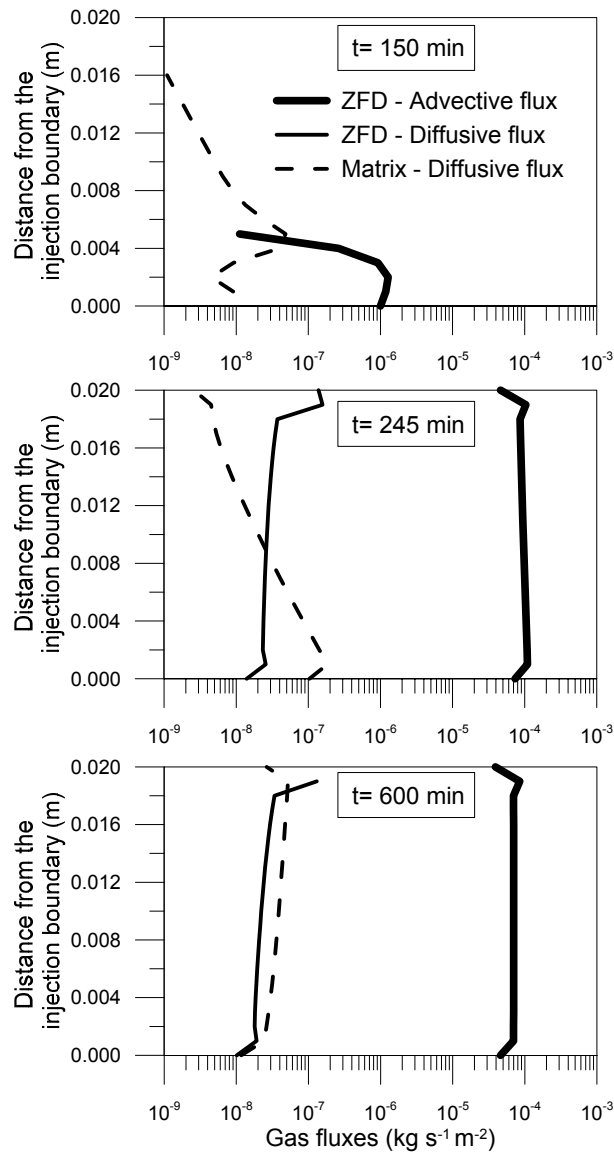 0.020
t= 150 min
0.016
ZFD - Advective flux
0.012
ZFD - Diffusive flux
Matrix - Diffusive flux
0.008
0.004
0.000
Distance from the
injection boundary (m)
10⁻⁹ 10⁻⁸ 10⁻⁷ 10⁻⁶ 10⁻⁵ 10⁻⁴ 10⁻³
0.020
t= 245 min
0.016
0.012
0.008
0.004
0.000
Distance from the
injection boundary (m)
10⁻⁹ 10⁻⁸ 10⁻⁷ 10⁻⁶ 10⁻⁵ 10⁻⁴ 10⁻³
0.020
t= 600 min
0.016
0.012
0.008
0.004
0.000
Distance from the
injection boundary (m)
10⁻⁹ 10⁻⁸ 10⁻⁷ 10⁻⁶ 10⁻⁵ 10⁻⁴ 10⁻³
Gas fluxes (kg s⁻¹ m⁻²)